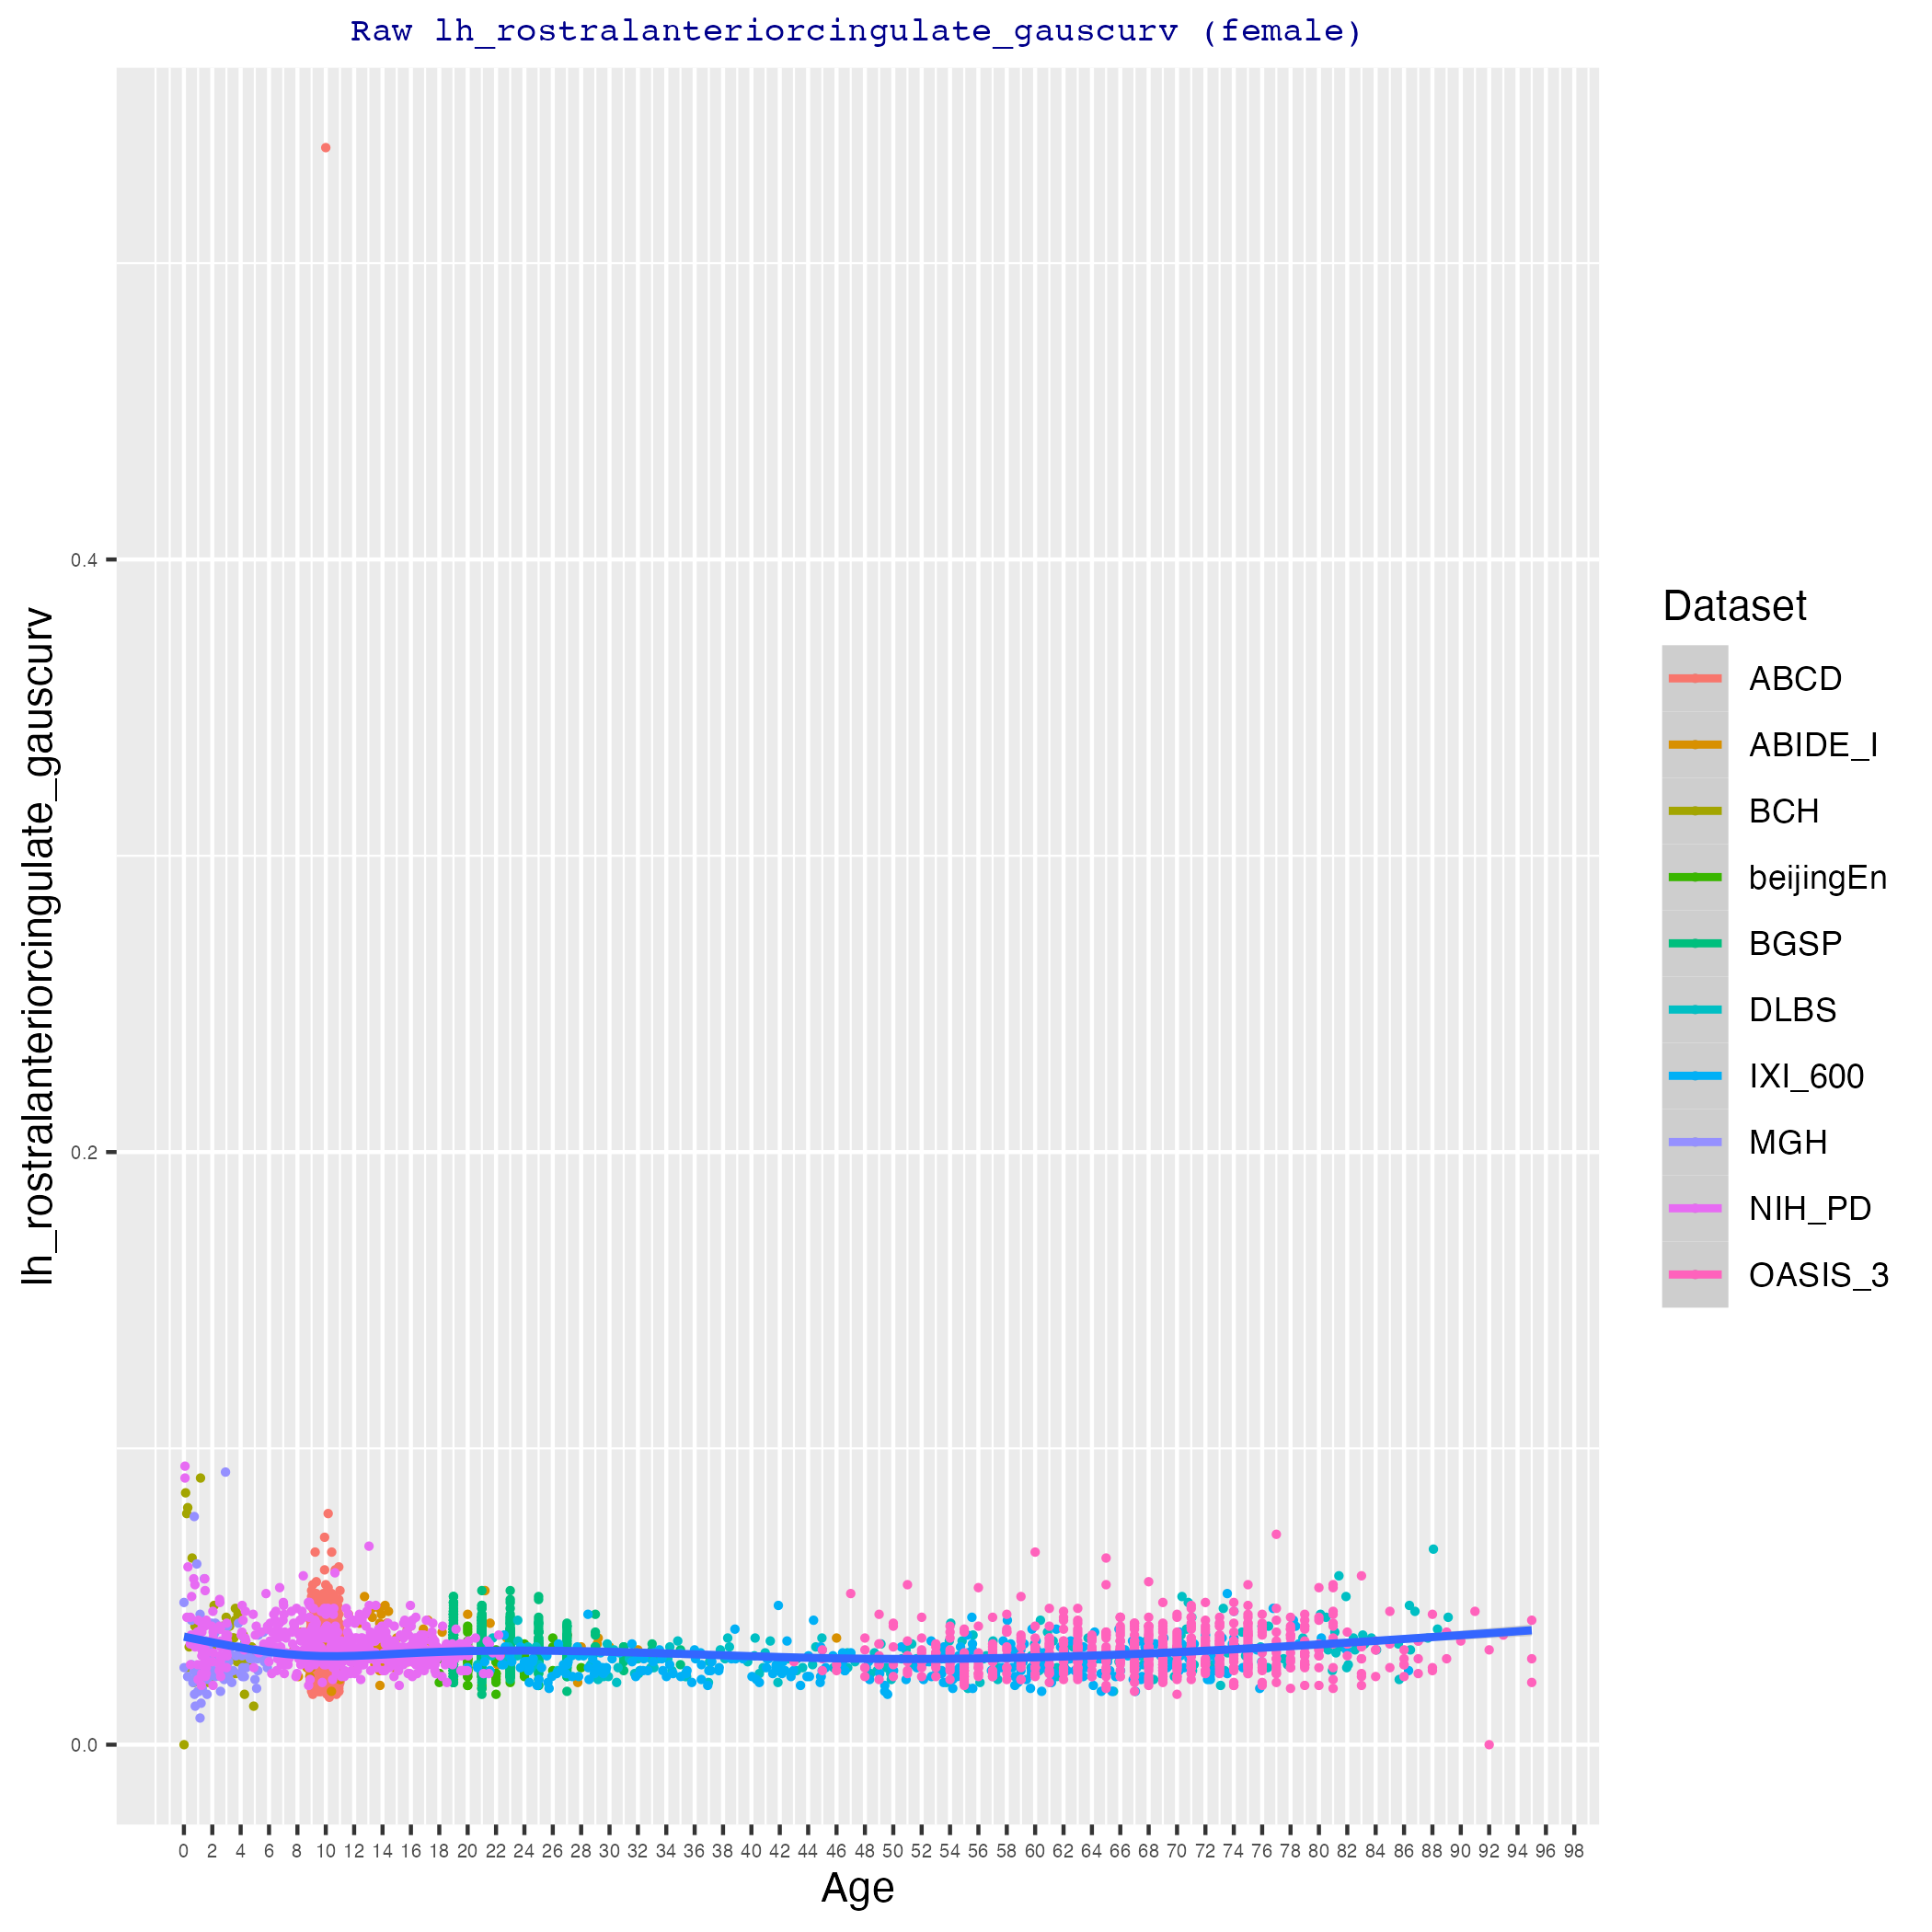 Raw lh_rostralanteriorcingulate_gauscurv (female)
lh_rostralanteriorcingulate_gauscurv
0.4
0.2
0.0
0 2 4 6 8 10 12 14 16 18 20 22 24 26 28 30 32 34 36 38 40 42 44 46 48 50 52 54 56 58 60 62 64 66 68 70 72 74 76 78 80 82 84 86 88 90 92 94 96 98
Age
Dataset
ABCD
ABIDE_I
BCH
beijingEn
BGSP
DLBS
IXI_600
MGH
NIH_PD
OASIS_3